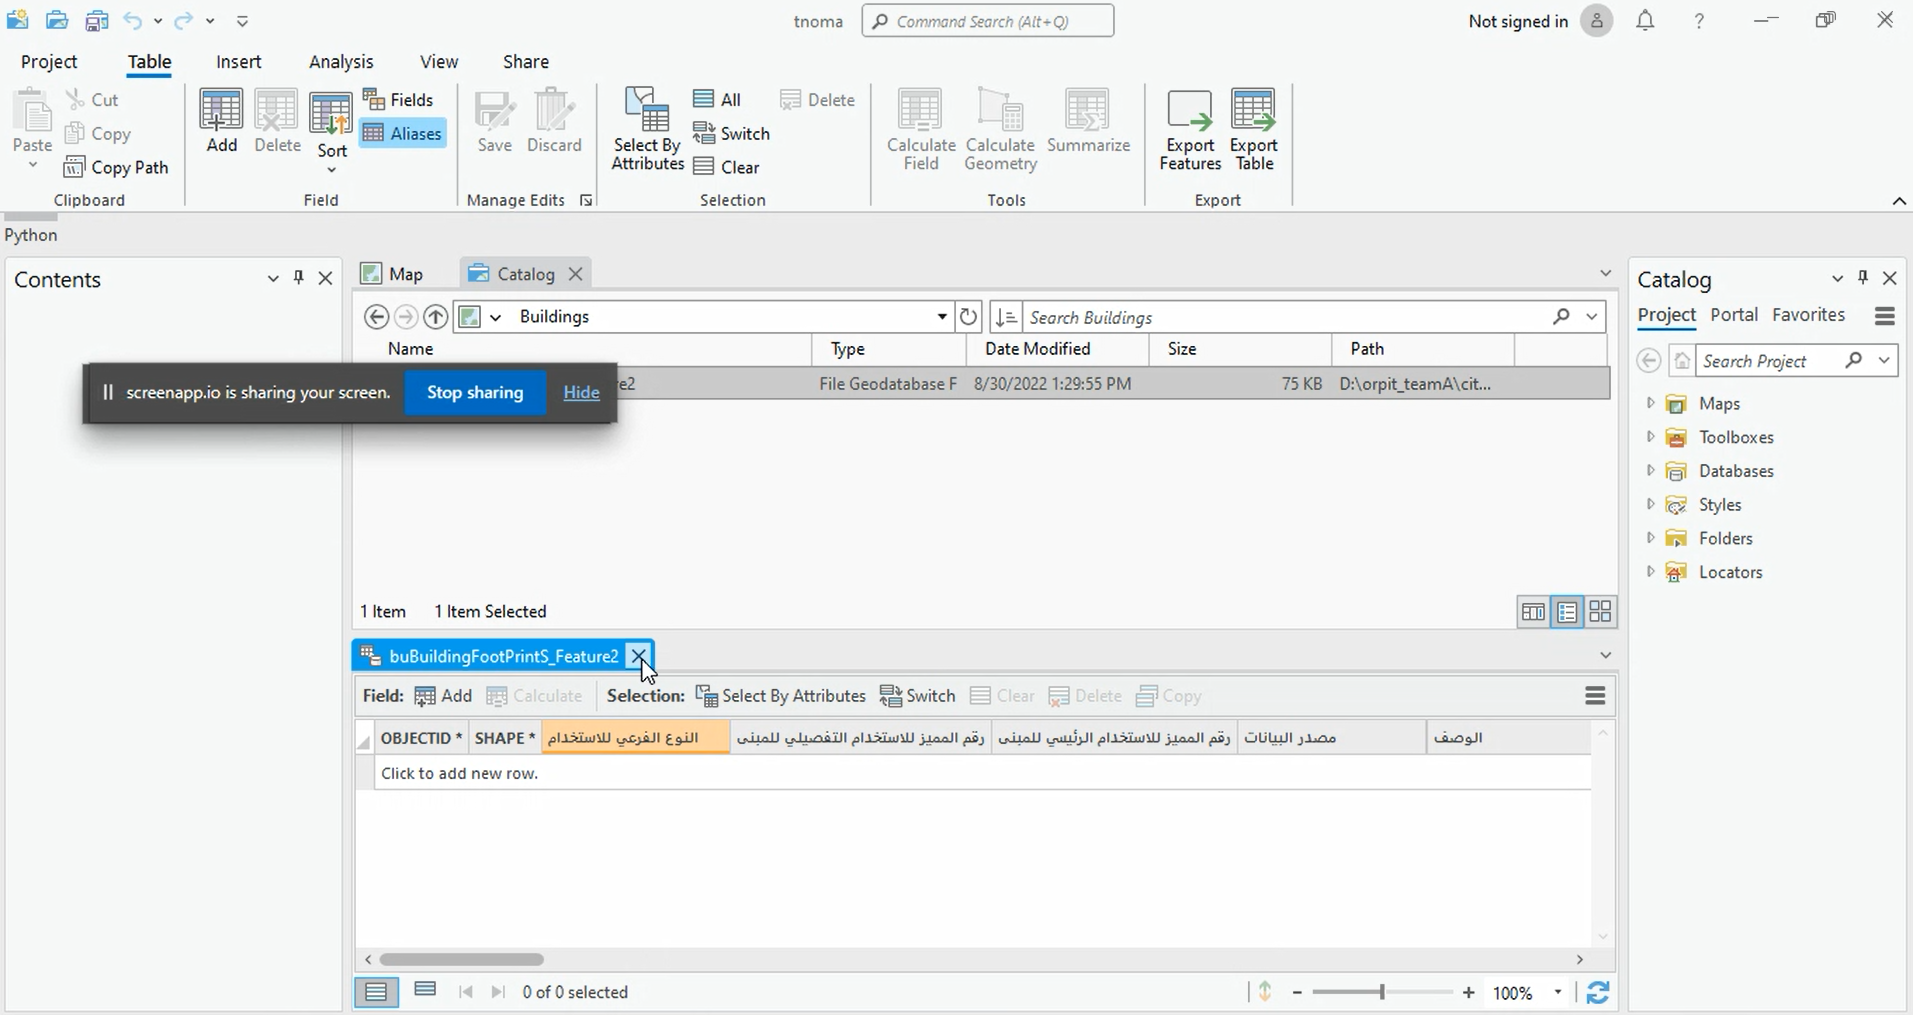 tnoma
Command Search (Alt+Q)
Not signed in
?
Project Table Insert Analysis View Share
Paste
Cut
Copy
Copy Path
Clipboard
Add
Delete
Sort
Fields
Aliases
Field
Save
Discard
Manage Edits
Select By
Attributes
All
Switch
Clear
Delete
Selection
Calculate
Field
Calculate
Geometry
Summarize
Tools
Export
Features
Export
Table
Export
Python
Contents
Map
Catalog
Buildings
Search Buildings
Name Type Date Modified Size Path
re2 File Geodatabase F 8/30/2022 1:29:55 PM 75 KB D:\orpit_teamA\cit...
screenapp.io is sharing your screen. Stop sharing Hide
1 Item 1 Item Selected
buBuildingFootPrintS_Feature2
Field: Add Calculate Selection: Select By Attributes Switch Clear Delete Copy
OBJECTID * SHAPE * النوع الفرعي للاستخدام رقم المميز للاستخدام التفصيلي للمبنى رقم المميز للاستخدام الرئيسي للمبنى مصدر البيانات الوصف
Click to add new row.
0 of 0 selected
100%
Catalog
Project Portal Favorites
Search Project
Maps
Toolboxes
Databases
Styles
Folders
Locators